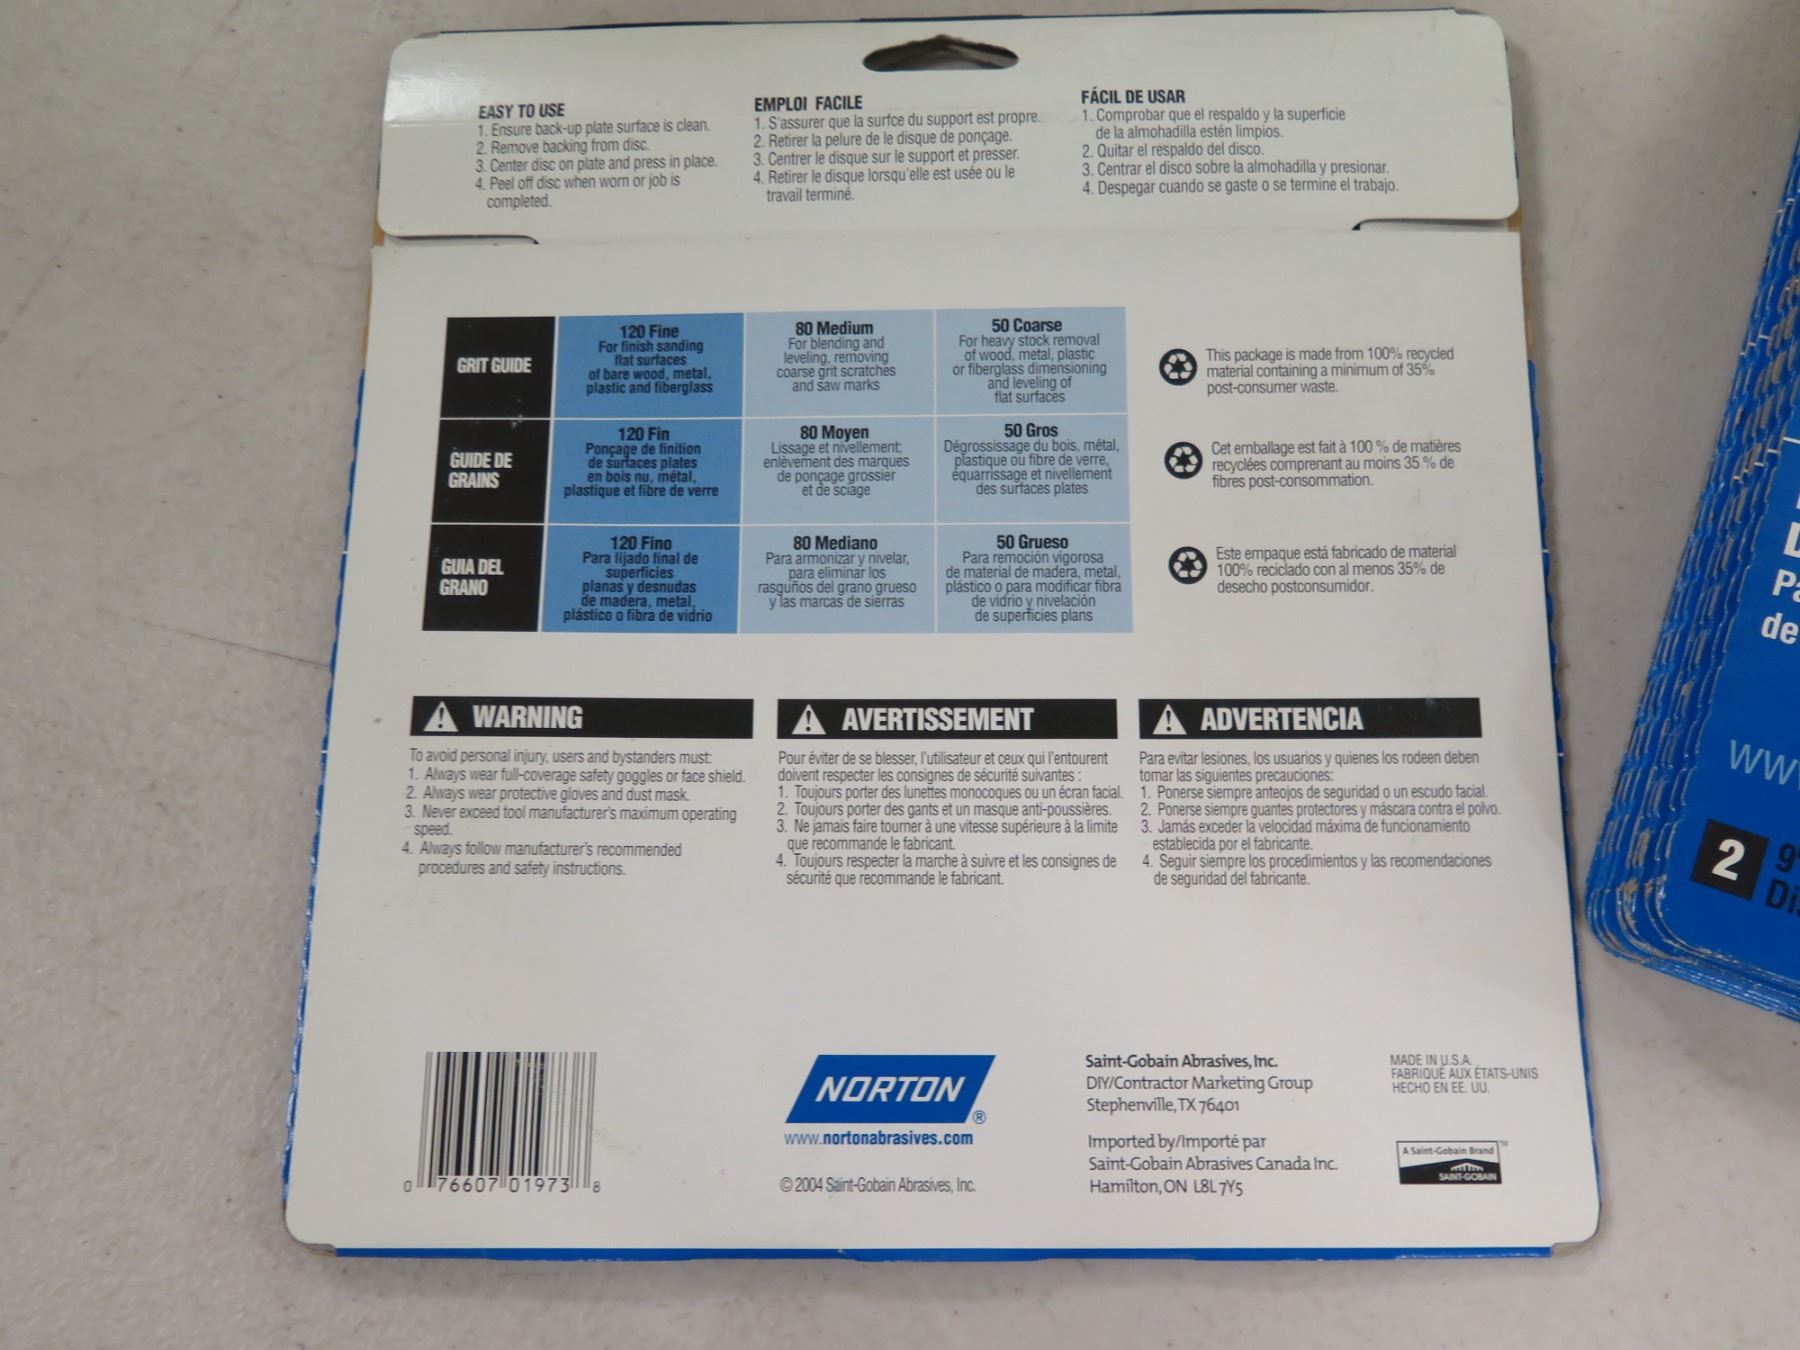 EASY TO USE
1. Ensure back-up plate surface is clean.
2. Remove backing from disc.
3. Center disc on plate and press in place.
4. Peel off disc when worn or job is
completed.
EMPLOI FACILE
1. S'assurer que la surfce du support est propre.
2. Retirer la pelure de le disque de ponçage.
3. Centrer le disque sur le support et presser.
4. Retirer le disque lorsqu'elle est usée ou le
travail terminé.
FÁCIL DE USAR
1. Comprobar que el respaldo y la superficie
de la almohadilla estén limpios.
2. Quitar el respaldo del disco.
3. Centrar el disco sobre la almohadilla y presionar.
4. Despegar cuando se gaste o se termine el trabajo.
GRIT GUIDE
120 Fine
For finish sanding
flat surfaces
of bare wood, metal,
plastic and fiberglass
80 Medium
For blending and
leveling, removing
coarse grit scratches
and saw marks
50 Coarse
For heavy stock removal
of wood, metal, plastic
or fiberglass dimensioning
and leveling of
flat surfaces
GUIDE DE
GRAINS
120 Fin
Ponçage de finition
de surfaces plates
en bois nu, métal,
plastique et fibre de verre
80 Moyen
Lissage et nivellement;
enlèvement des marques
de ponçage grossier
et de sciage
50 Gros
Dégrossissage du bois, métal,
plastique ou fibre de verre,
équarrissage et nivellement
des surfaces plates
GUIA DEL
GRANO
120 Fino
Para lijado final de
superficies
planas y desnudas
de madera, metal,
plástico o fibra de vidrio
80 Mediano
Para armonizar y nivelar,
para eliminar los
rasguños del grano grueso
y las marcas de sierras
50 Grueso
Para remoción vigorosa
de material de madera, metal,
plástico o para modificar fibra
de vidrio y nivelación
de superficies plans
This package is made from 100% recycled
material containing a minimum of 35%
post-consumer waste.
Cet emballage est fait à 100 % de matières
recyclées comprenant au moins 35 % de
fibres post-consommation.
Este empaque está fabricado de material
100% reciclado con al menos 35% de
desecho postconsumidor.
WARNING
To avoid personal injury, users and bystanders must:
1. Always wear full-coverage safety goggles or face shield.
2. Always wear protective gloves and dust mask.
3. Never exceed tool manufacturer's maximum operating
speed.
4. Always follow manufacturer's recommended
procedures and safety instructions.
AVERTISSEMENT
Pour éviter de se blesser, l'utilisateur et ceux qui l'entourent
doivent respecter les consignes de sécurité suivantes :
1. Toujours porter des lunettes monocoques ou un écran facial.
2. Toujours porter des gants et un masque anti-poussières.
3. Ne jamais faire tourner à une vitesse supérieure à la limite
que recommande le fabricant.
4. Toujours respecter la marche à suivre et les consignes de
sécurité que recommande le fabricant.
ADVERTENCIA
Para evitar lesiones, los usuarios y quienes los rodeen deben
tomar las siguientes precauciones:
1. Ponerse siempre anteojos de seguridad o un escudo facial.
2. Ponerse siempre guantes protectores y máscara contra el polvo.
3. Jamás exceder la velocidad máxima de funcionamiento
establecida por el fabricante.
4. Seguir siempre los procedimientos y las recomendaciones
de seguridad del fabricante.
0 76607 01973 8
NORTON ®
www.nortonabrasives.com
© 2004 Saint-Gobain Abrasives, Inc.
Saint-Gobain Abrasives, Inc.
DIY/Contractor Marketing Group
Stephenville, TX 76401
Imported by/Importé par
Saint-Gobain Abrasives Canada Inc.
Hamilton, ON L8L 7Y5
MADE IN U.S.A.
FABRIQUÉ AUX ÉTATS-UNIS
HECHO EN EE. UU.
A Saint-Gobain Brand ™
SAINT-GOBAIN
de
2